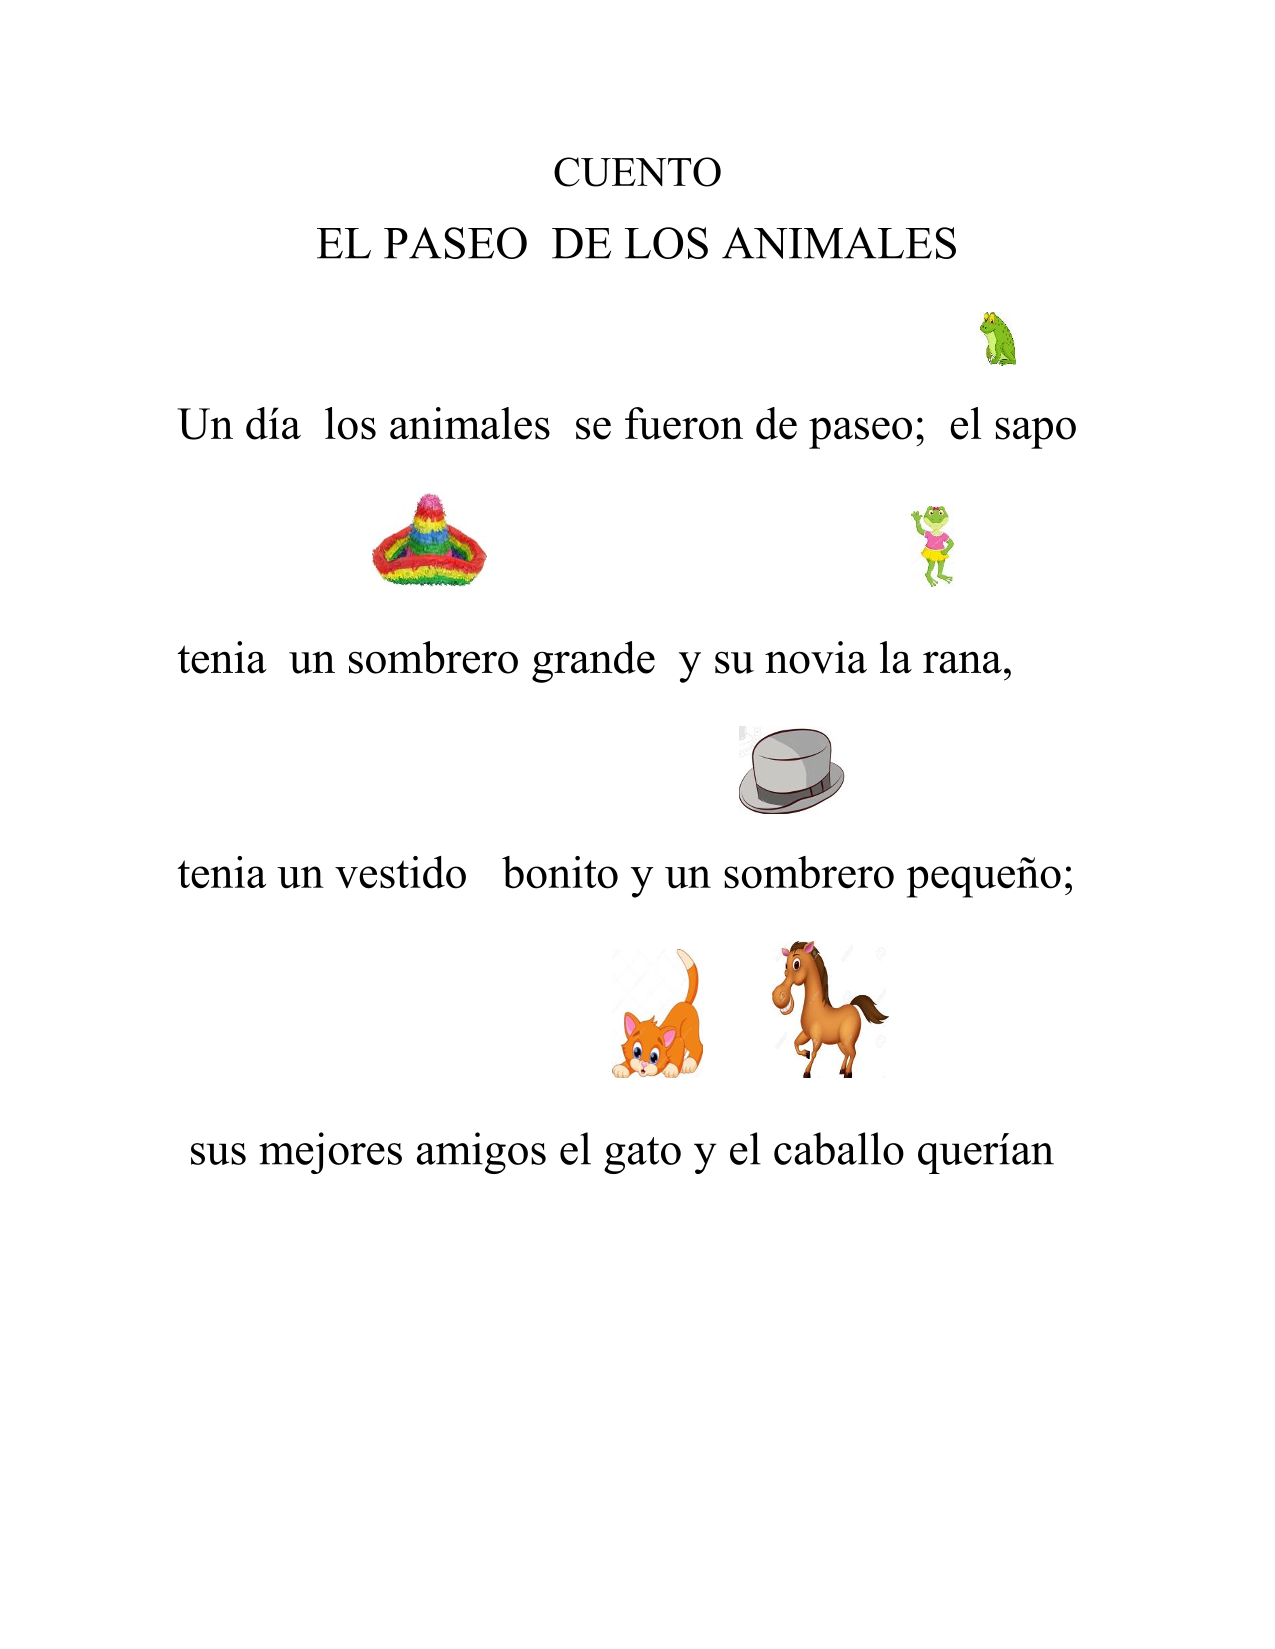 CUENTO
EL PASEO  DE LOS ANIMALES
Un día  los animales  se fueron de paseo;  el sapo
tenia  un sombrero grande  y su novia la rana,
tenia un vestido   bonito y un sombrero pequeño;
sus mejores amigos el gato y el caballo querían